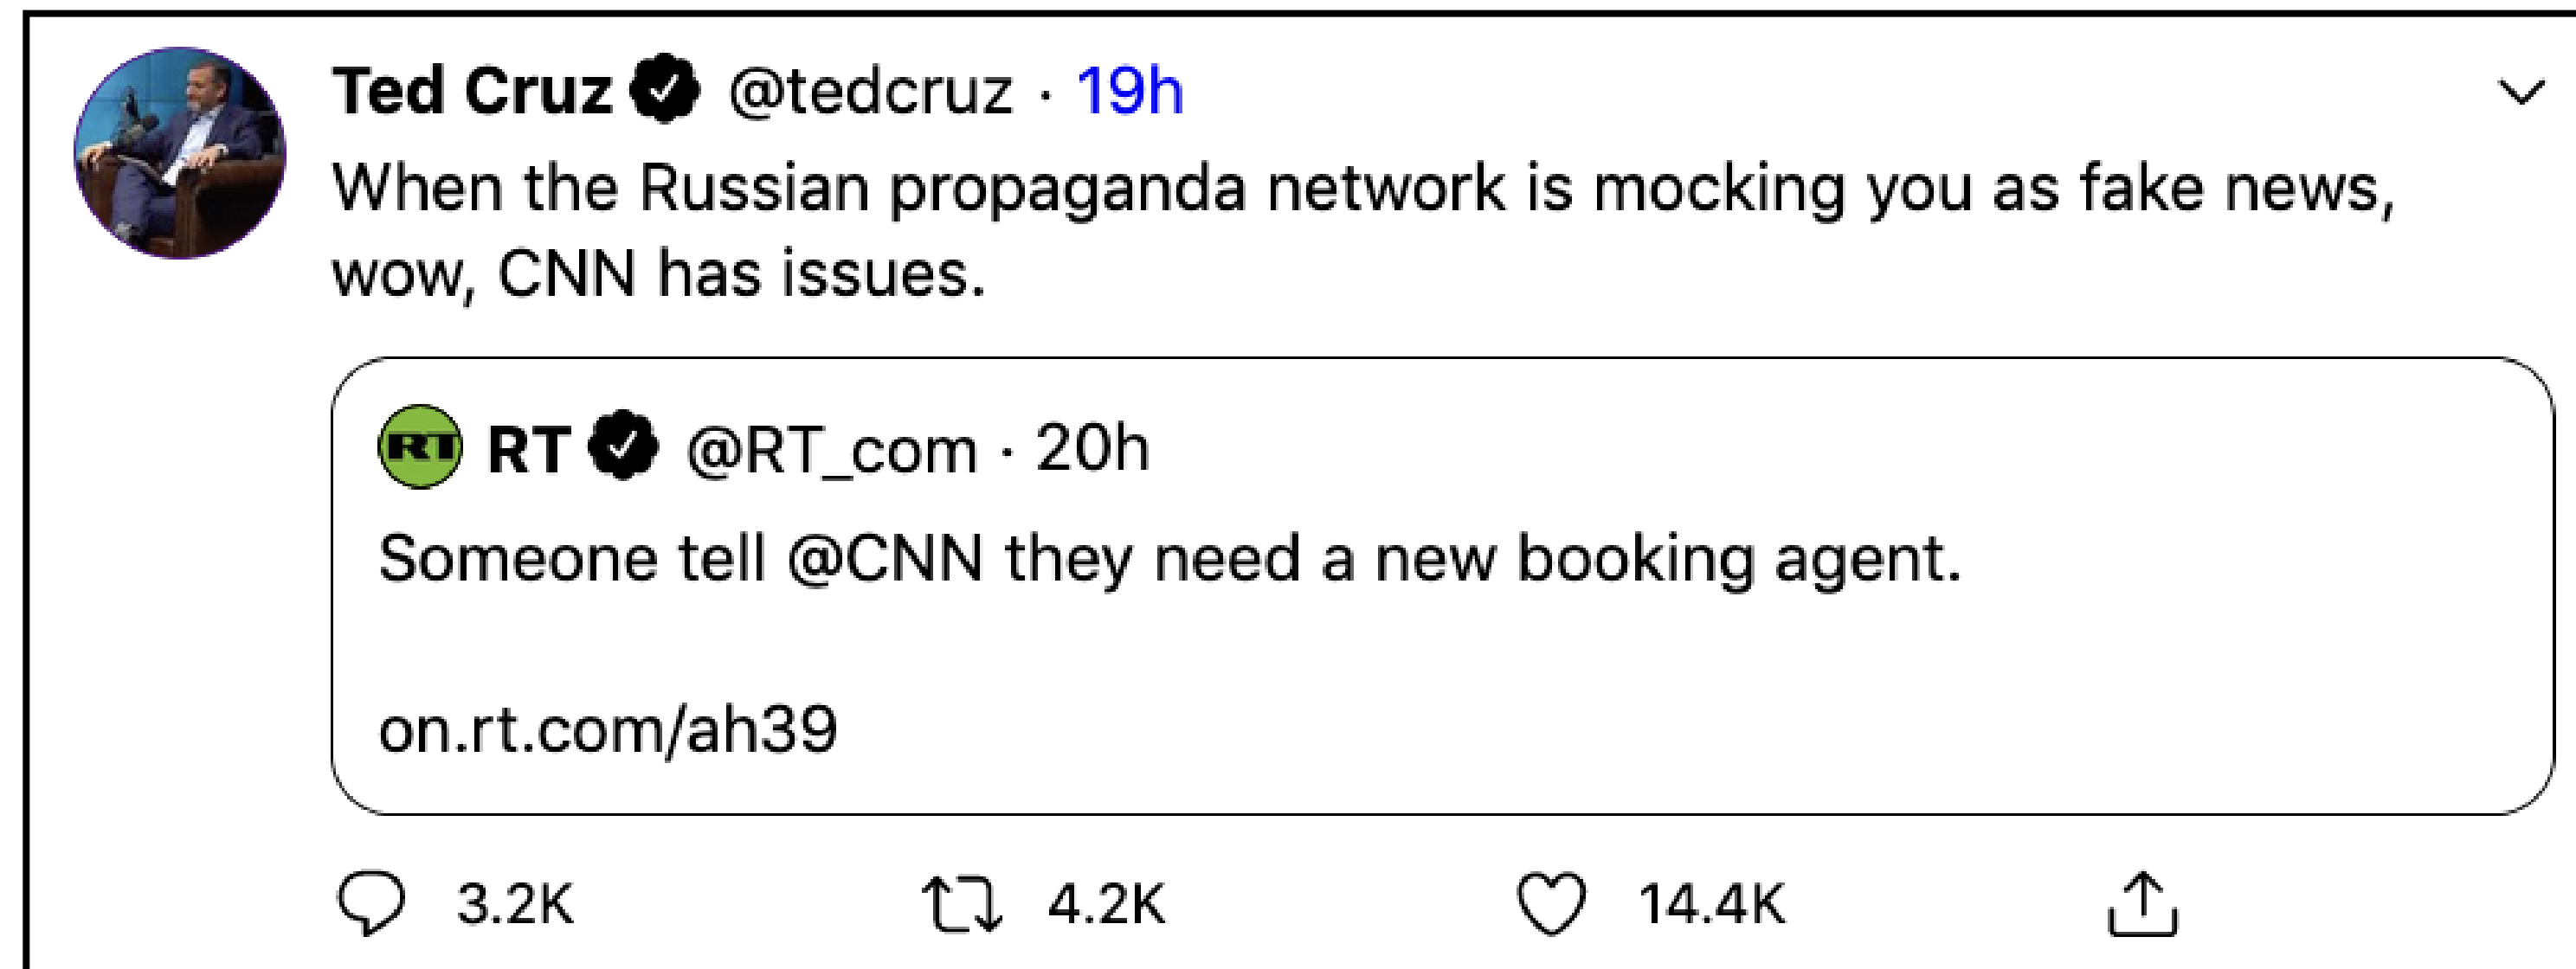 Ted Cruz @tedcruz · 19h
When the Russian propaganda network is mocking you as fake news,
wow, CNN has issues.
RT RT @RT_com · 20h
Someone tell @CNN they need a new booking agent.
on.rt.com/ah39
3.2K 4.2K 14.4K